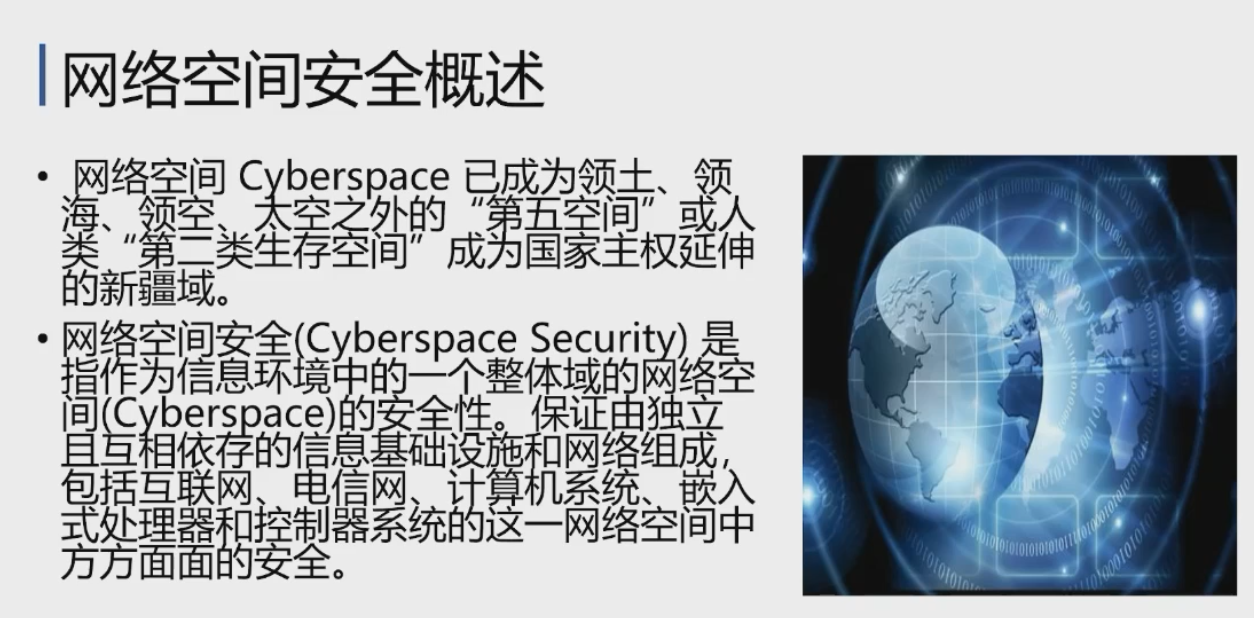 网络空间安全概述
• 网络空间 Cyberspace 已成为领土、领
海、领空、太空之外的“第五空间”或人
类“第二类生存空间”成为国家主权延伸
的新疆域。
• 网络空间安全(Cyberspace Security) 是
指作为信息环境中的一个整体域的网络空
间(Cyberspace)的安全性。 保证由独立
且互相依存的信息基础设施和网络组成,
包括互联网、电信网、计算机系统、嵌入
式处理器和控制器系统的这一网络空间中
方方面面的安全。